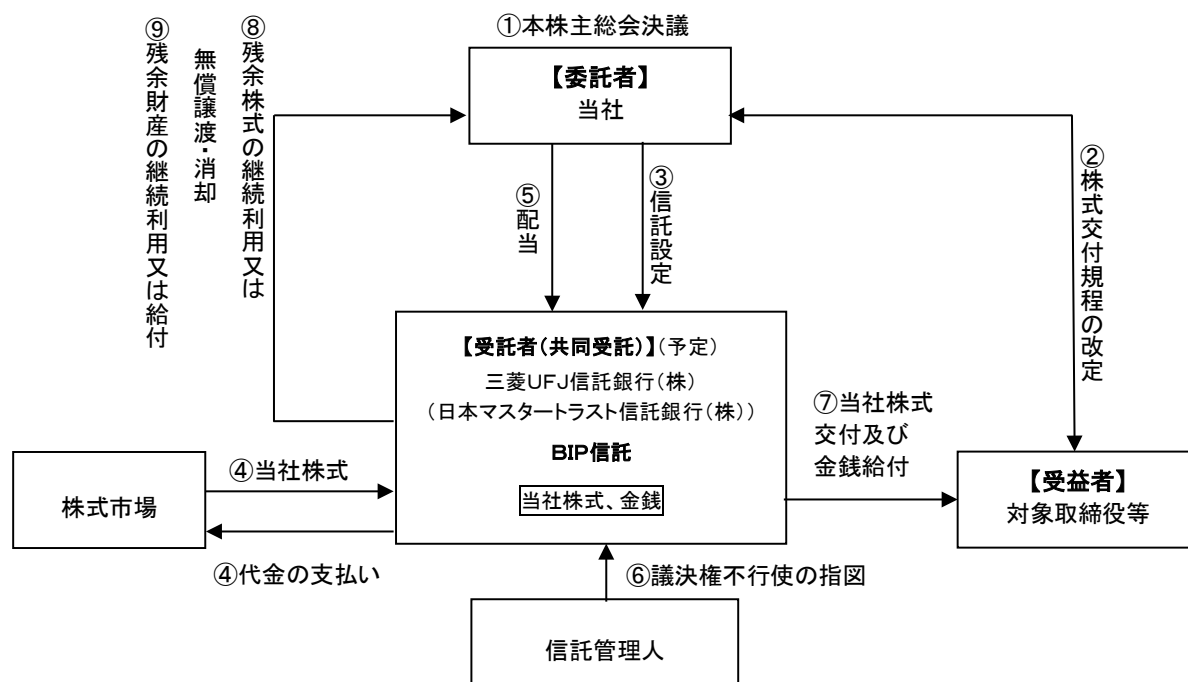 ①本株主総会決議
【委託者】
当社
⑨残余財産の継続利用又は給付
⑧残余株式の継続利用又は
無償譲渡・消却
⑤配当
③信託設定
②株式交付規程の改定
【受託者(共同受託)】(予定)
三菱UFJ信託銀行(株)
(日本マスタートラスト信託銀行(株))
BIP信託
当社株式、金銭
④当社株式
株式市場
④代金の支払い
⑦当社株式
交付及び
金銭給付
【受益者】
対象取締役等
⑥議決権不行使の指図
信託管理人